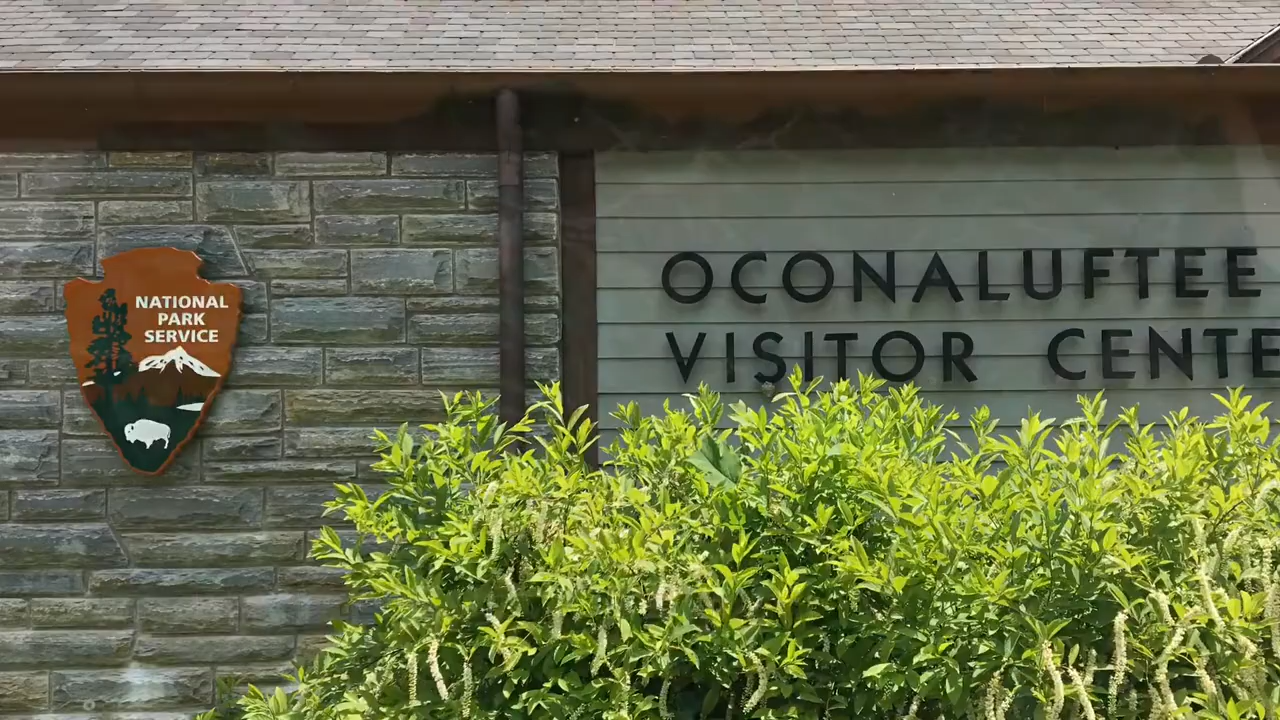 NATIONAL
PARK
SERVICE
OCONALUFTEE
VISITOR CENTE